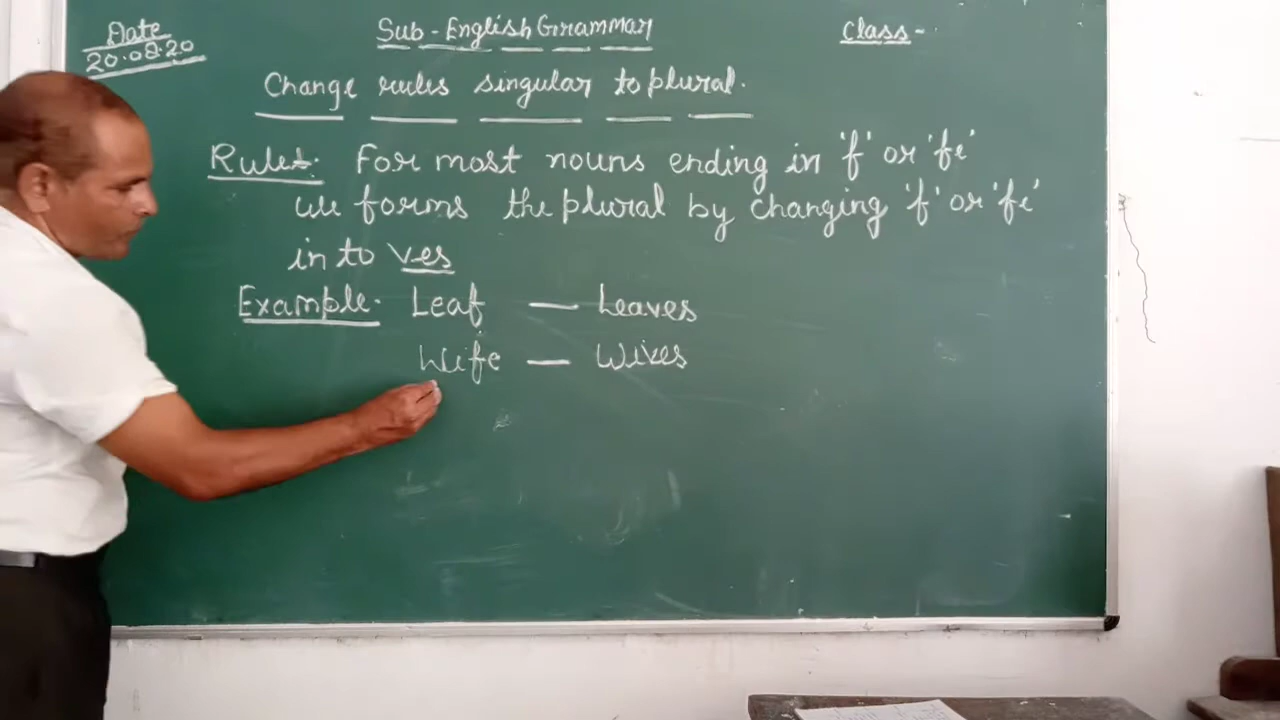 Date
20.08.20
Sub - English Grammar
Class -
Change rules singular to plural.
Rule1: For most nouns ending in 'f' or 'fe'
we forms the plural by changing 'f' or 'fe'
in to ves
Example: Leaf — Leaves
Wife — Wives